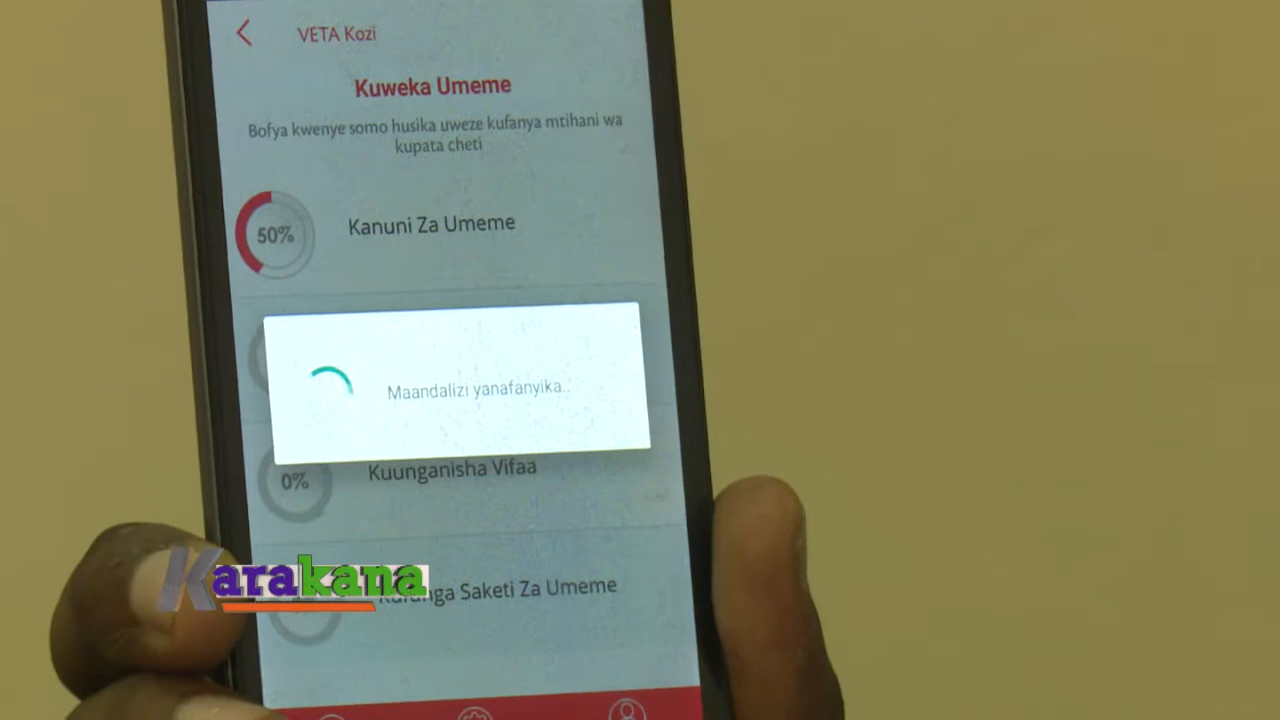 VETA Kozi
Kuweka Umeme
Bofya kwenye somo husika uweze kufanya mtihani wa
kupata cheti
50%
Kanuni Za Umeme
Maandalizi yanafanyika..
0%
Kuunganisha Vifaa
Karakana
Saketi Za Umeme